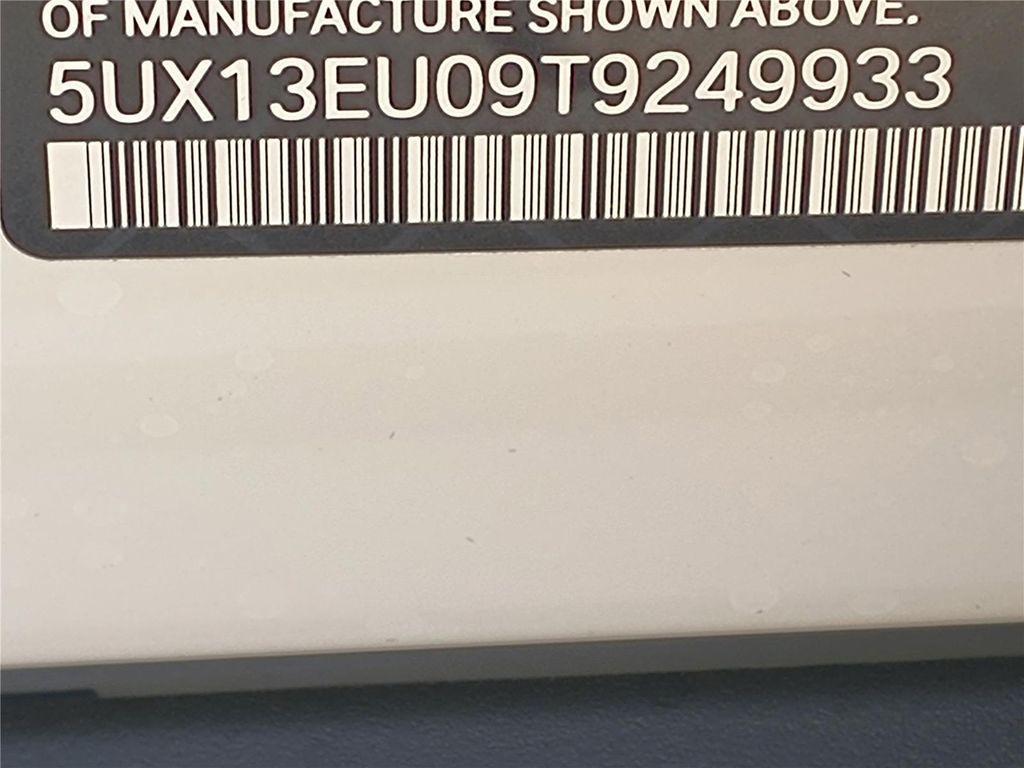 OF MANUFACTURE SHOWN ABOVE.
5UX13EU09T9249933